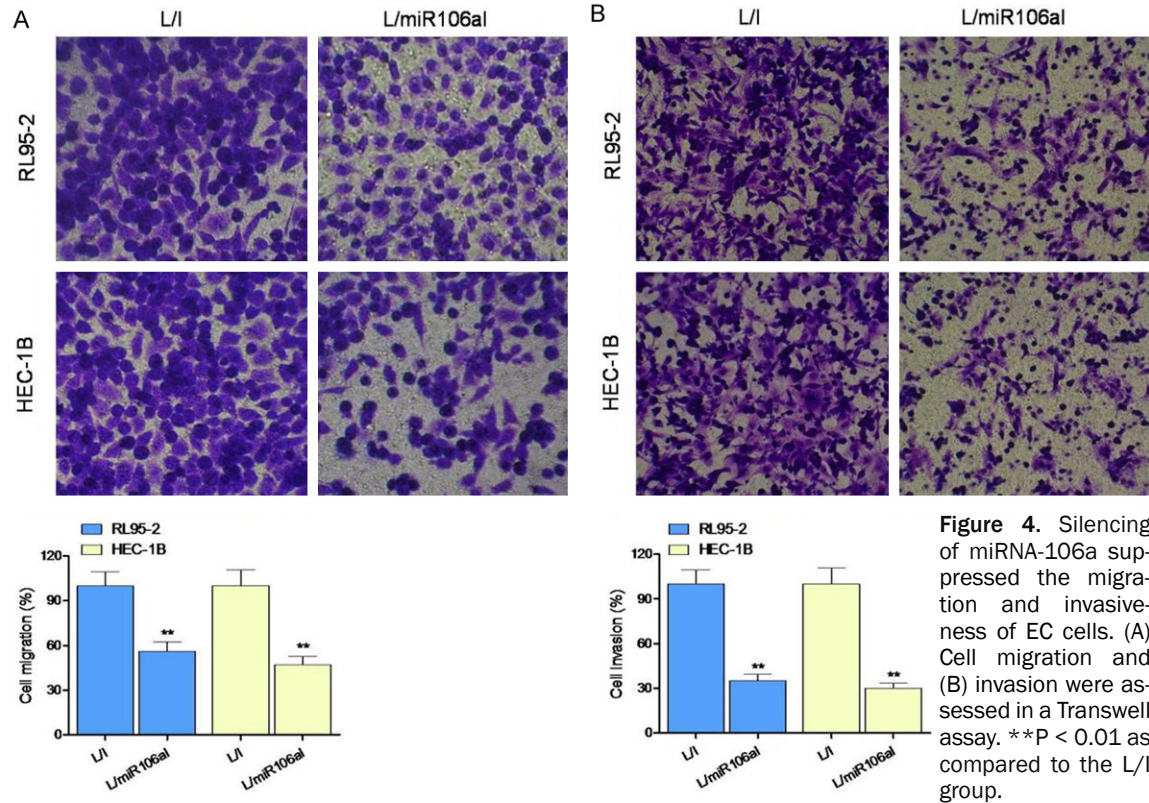 A
L/I
L/miR106aI
RL95-2
HEC-1B
RL95-2
HEC-1B
Cell migration (%)
120
90
60
30
0
**
**
L/I
L/miR106aI
L/I
L/miR106aI
B
L/I
L/miR106aI
RL95-2
HEC-1B
RL95-2
HEC-1B
Cell invasion (%)
120
90
60
30
0
**
**
L/I
L/miR106aI
L/I
L/miR106aI
Figure 4. Silencing
of miRNA-106a sup-
pressed the migra-
tion and invasive-
ness of EC cells. (A)
Cell migration and
(B) invasion were as-
sessed in a Transwell
assay. **P < 0.01 as
compared to the L/I
group.